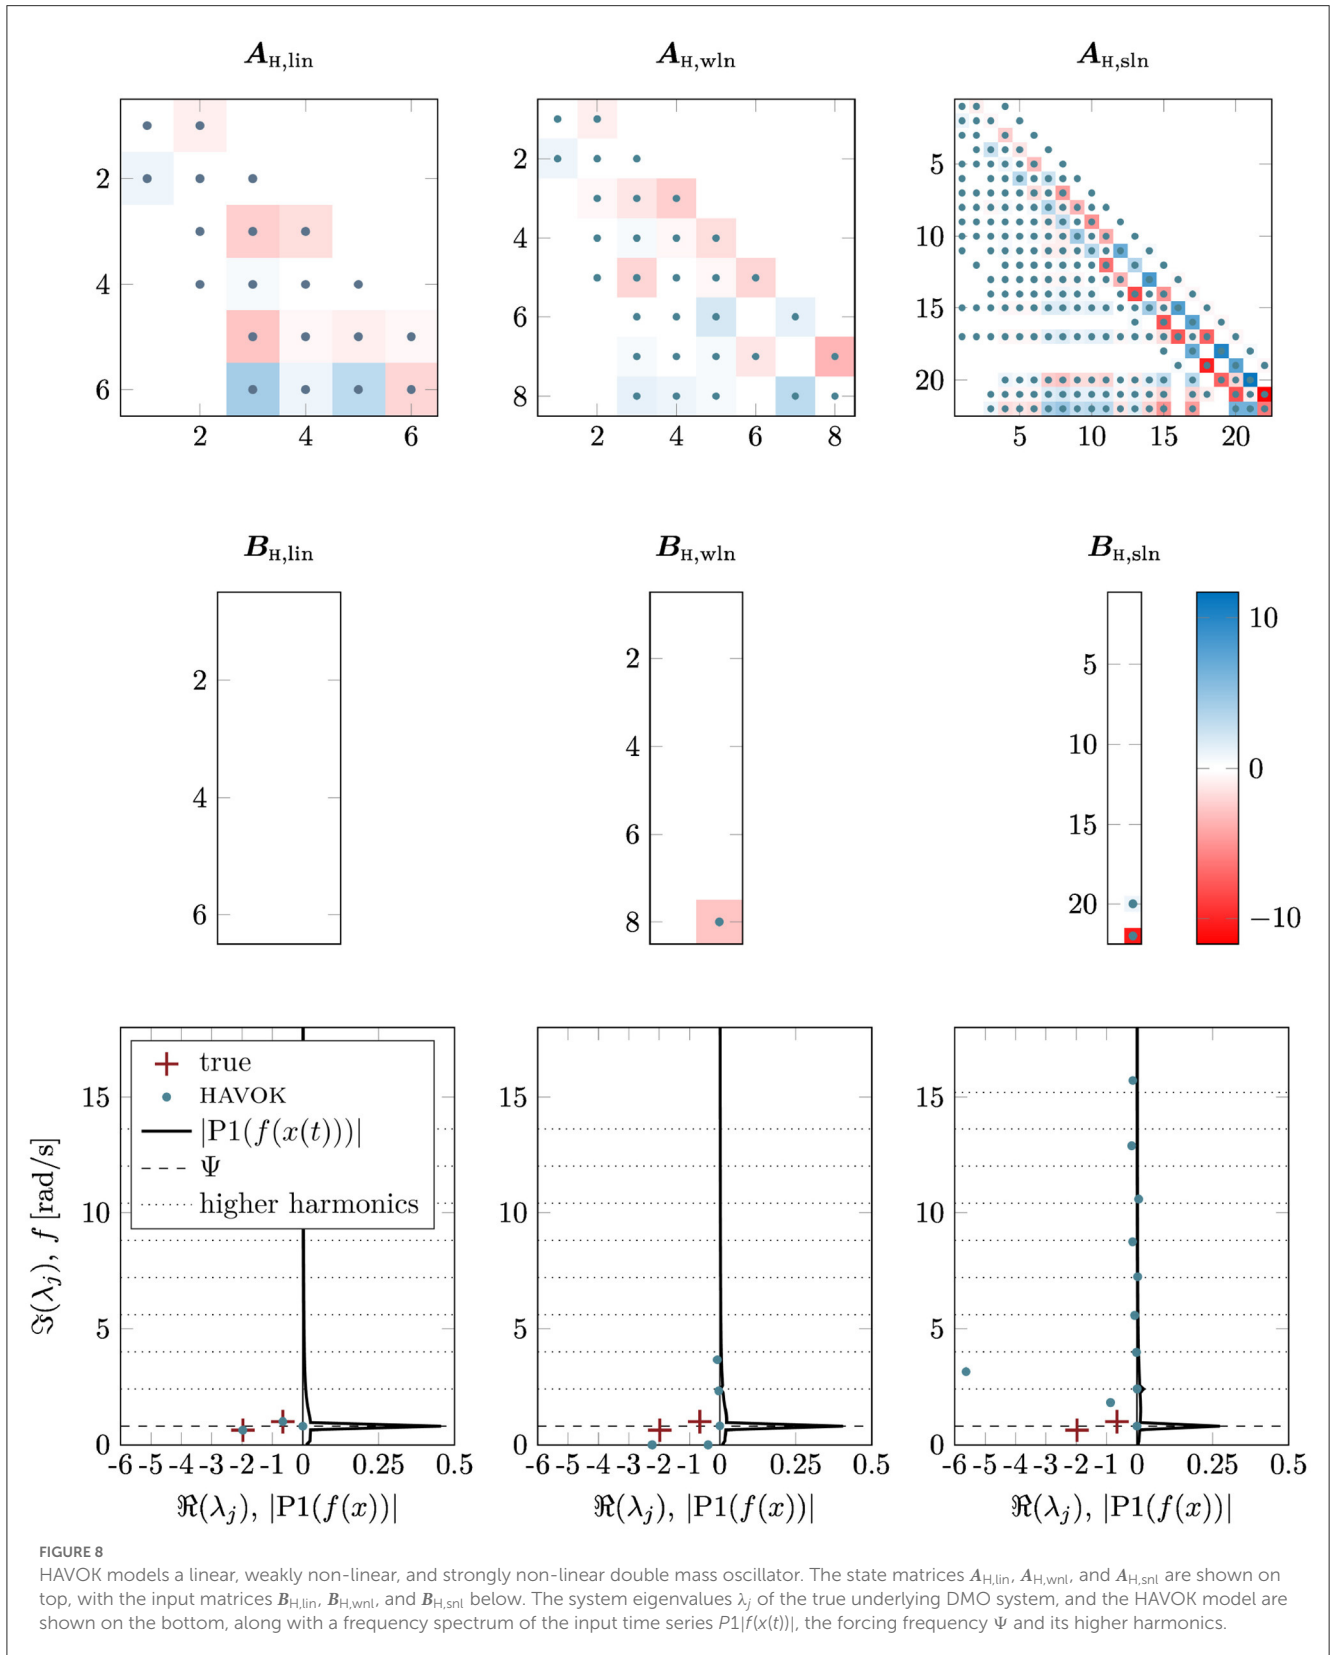 A_H,lin
A_H,wln
A_H,sln
2
4
6
2 4 6
2
4
6
8
2 4 6 8
5
10
15
20
5 10 15 20
B_H,lin
B_H,wln
B_H,sln
2
4
6
2
4
6
8
5
10
15
20
10
0
−10
true
HAVOK
|P1(f(x(t)))|
Ψ
higher harmonics
ℑ(λ_j), f [rad/s]
15
10
5
0
-6 -5 -4 -3 -2 -1 0 0.25 0.5
ℜ(λ_j), |P1(f(x))|
15
10
5
0
-6 -5 -4 -3 -2 -1 0 0.25 0.5
ℜ(λ_j), |P1(f(x))|
15
10
5
0
-6 -5 -4 -3 -2 -1 0 0.25 0.5
ℜ(λ_j), |P1(f(x))|
FIGURE 8
HAVOK models a linear, weakly non-linear, and strongly non-linear double mass oscillator. The state matrices A_H,lin, A_H,wnl, and A_H,snl are shown on
top, with the input matrices B_H,lin, B_H,wnl, and B_H,snl below. The system eigenvalues λ_j of the true underlying DMO system, and the HAVOK model are
shown on the bottom, along with a frequency spectrum of the input time series P1|f(x(t))|, the forcing frequency Ψ and its higher harmonics.